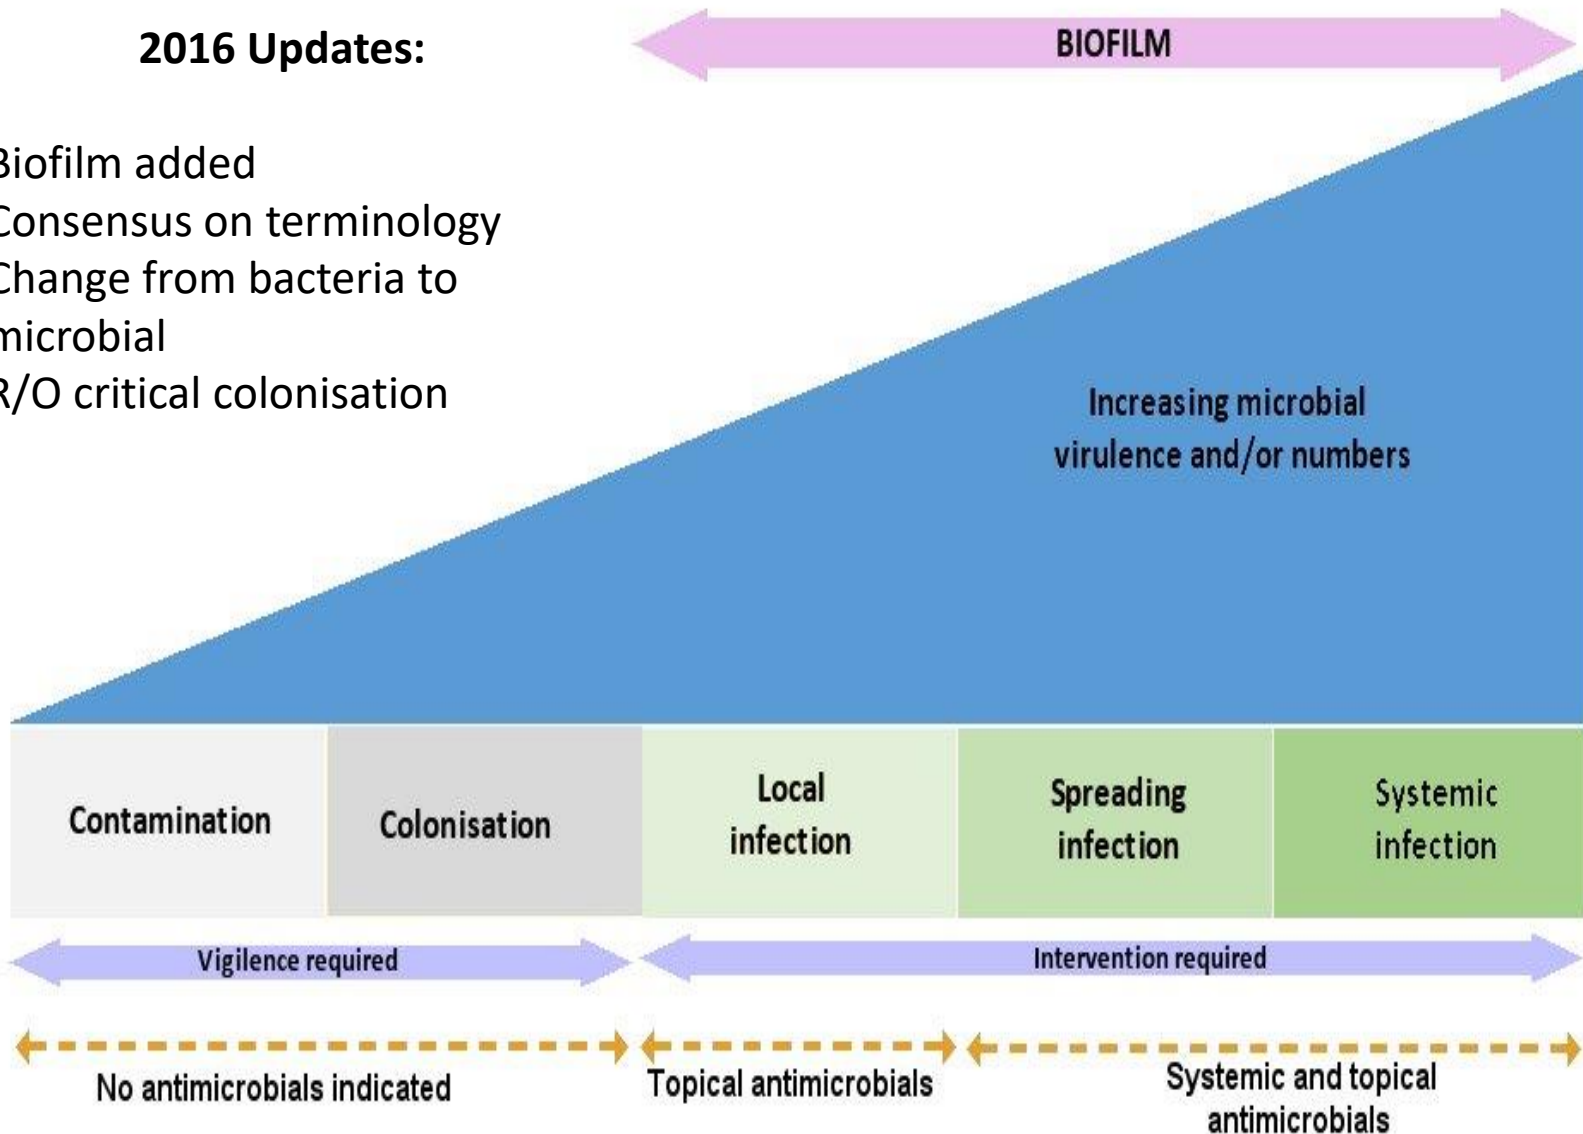 2016 Updates:
BIOFILM
Biofilm added
Consensus on terminology
Change from bacteria to
microbial
R/O critical colonisation
Increasing microbial
virulence and/or numbers
Contamination
Colonisation
Local
infection
Spreading
infection
Systemic
infection
Vigilence required
Intervention required
No antimicrobials indicated
Topical antimicrobials
Systemic and topical
antimicrobials